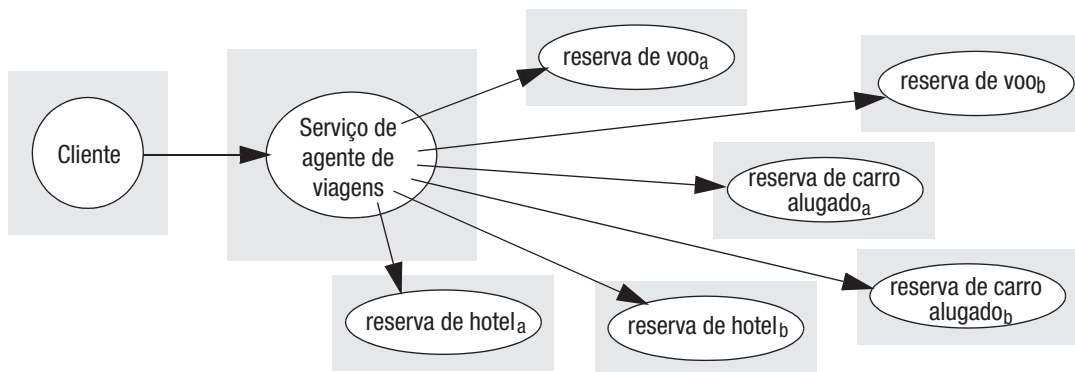 Cliente
Serviço de
agente de
viagens
reserva de voo a
reserva de voo b
reserva de carro
alugado a
reserva de carro
alugado b
reserva de hotel a
reserva de hotel b